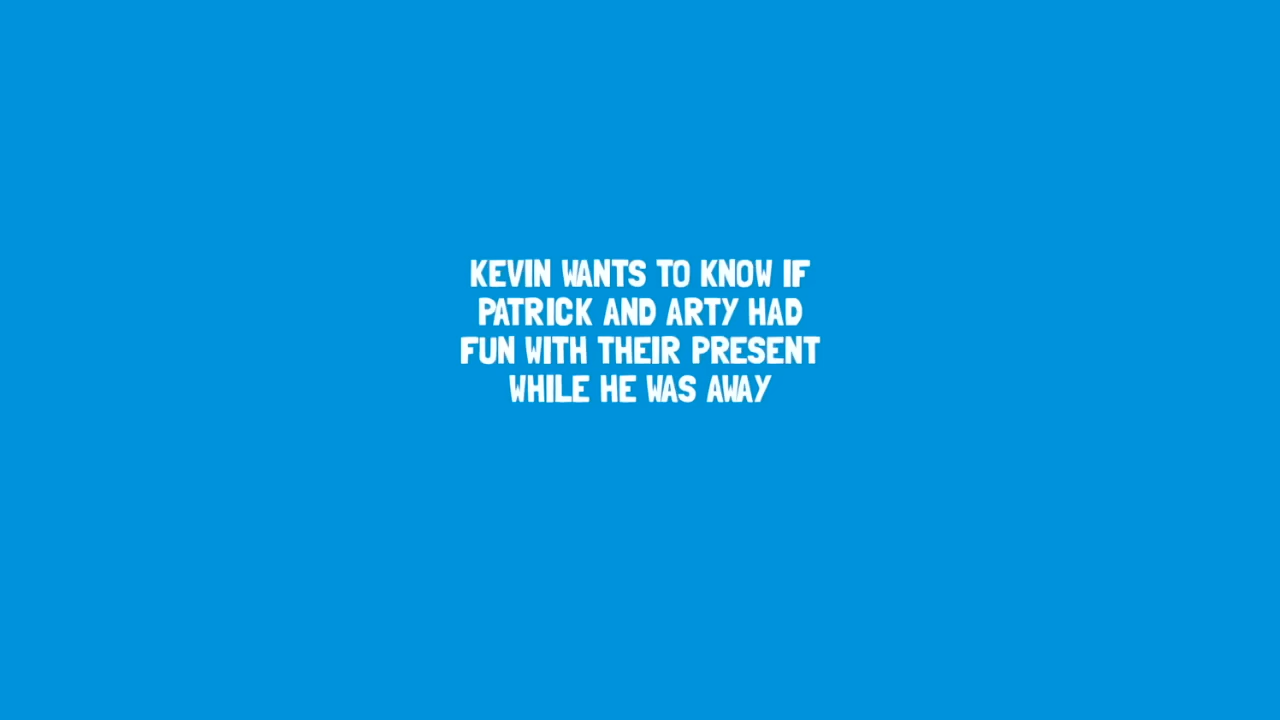 KEVIN WANTS TO KNOW IF
PATRICK AND ARTY HAD
FUN WITH THEIR PRESENT
WHILE HE WAS AWAY